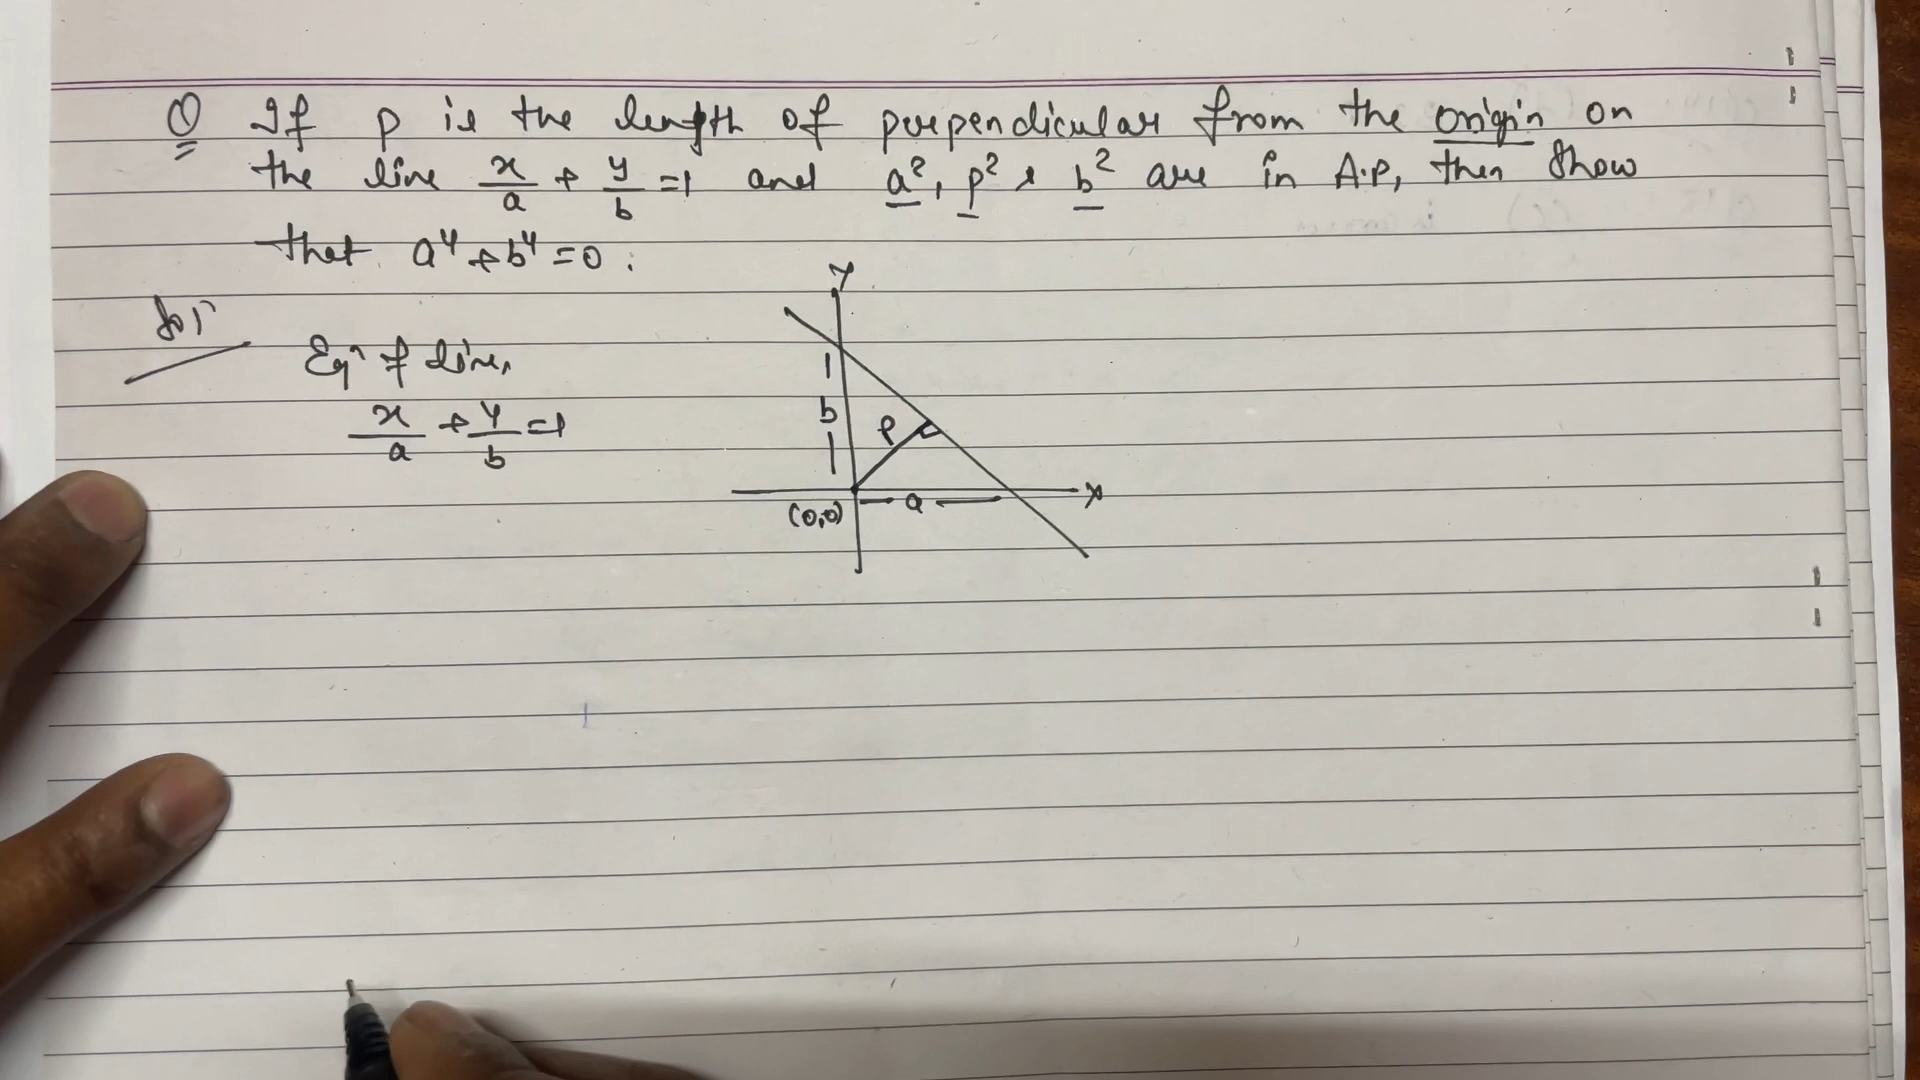 Q If p is the length of perpendicular from the origin on
the line x/a + y/b =1 and a², p² & b² are in A.P, then show
that a⁴+b⁴=0.
Solⁿ
Eqⁿ of line,
x/a + y/b =1
y
b
p
x
(0,0)
a